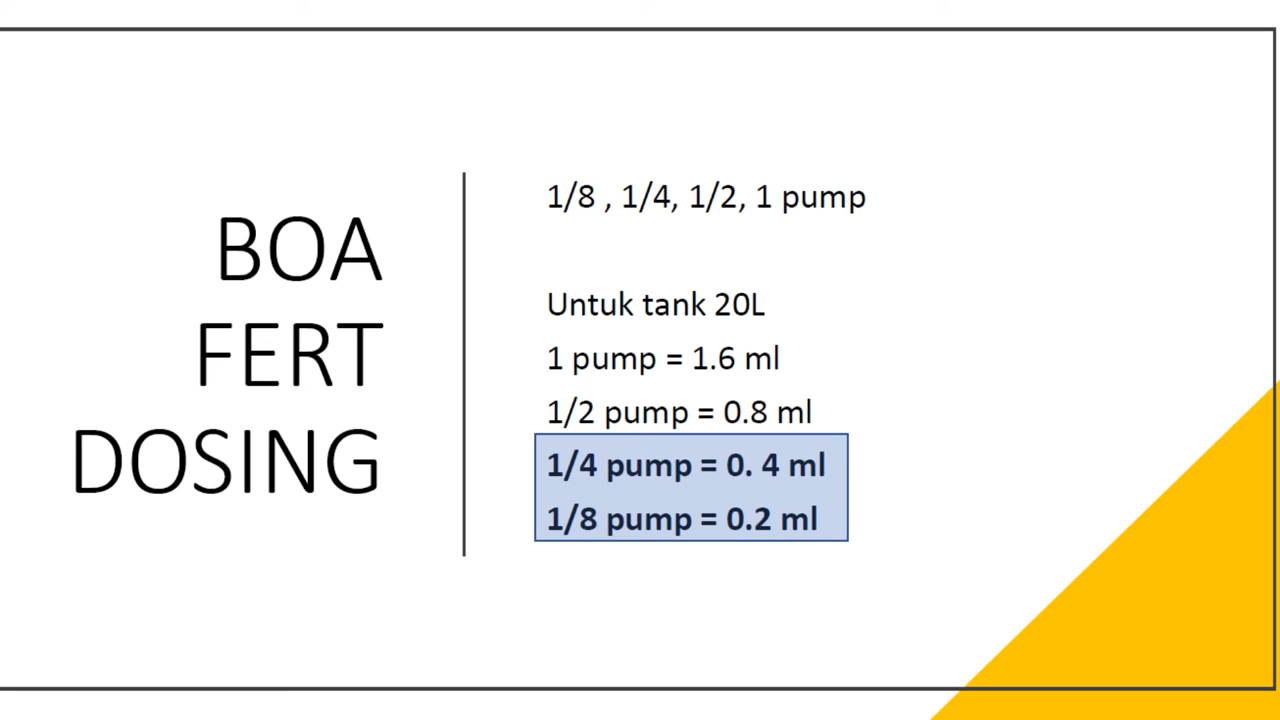 BOA
FERT
DOSING
1/8 , 1/4, 1/2, 1 pump
Untuk tank 20L
1 pump = 1.6 ml
1/2 pump = 0.8 ml
1/4 pump = 0. 4 ml
1/8 pump = 0.2 ml